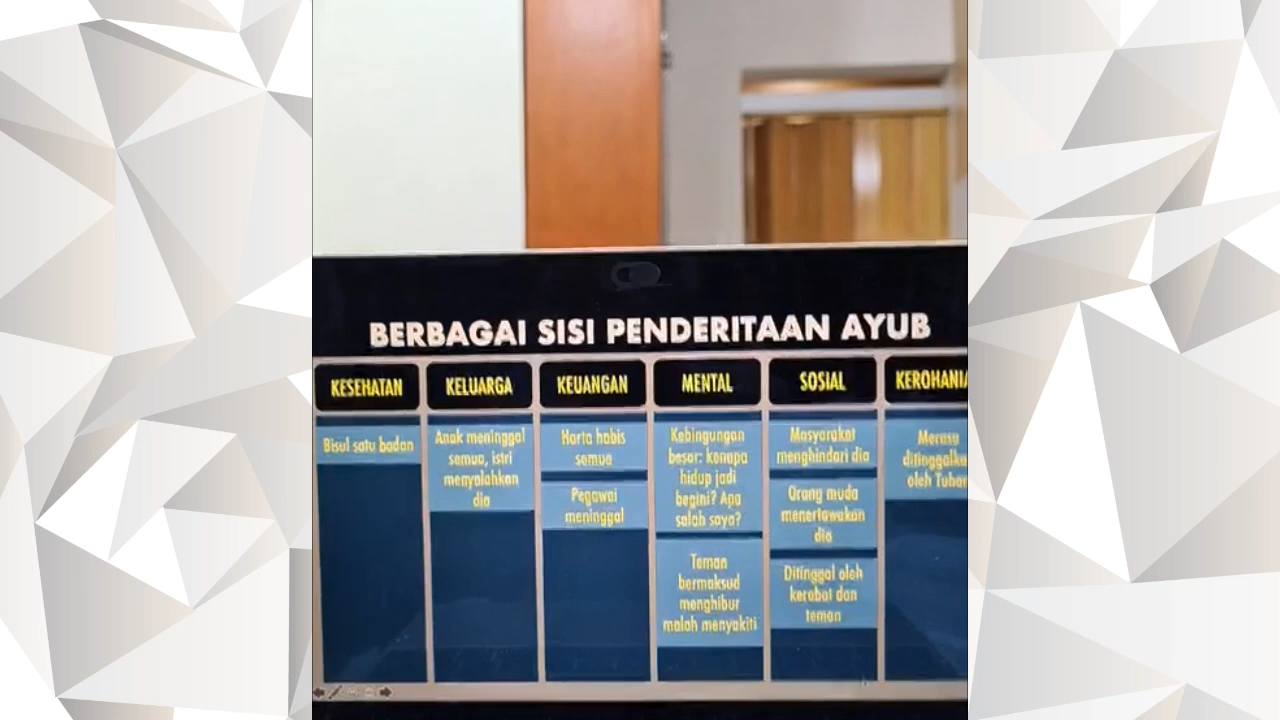 BERBAGAI SISI PENDERITAAN AYUB
KESEHATAN
Bisul satu badan
KELUARGA
Anak meninggal
semua, istri
menyalahkan
dia
KEUANGAN
Harta habis
semua
Pegawai
meninggal
MENTAL
Kebingungan
besar: kenapa
hidup jadi
begini? Apa
salah saya?
Teman
bermaksud
menghibur
malah menyakiti
SOSIAL
Masyarakat
menghindari dia
Orang muda
menertawakan
dia
Ditinggal oleh
kerabat dan
teman
KEROHANIA
Merasa
ditinggalka
oleh Tuhan